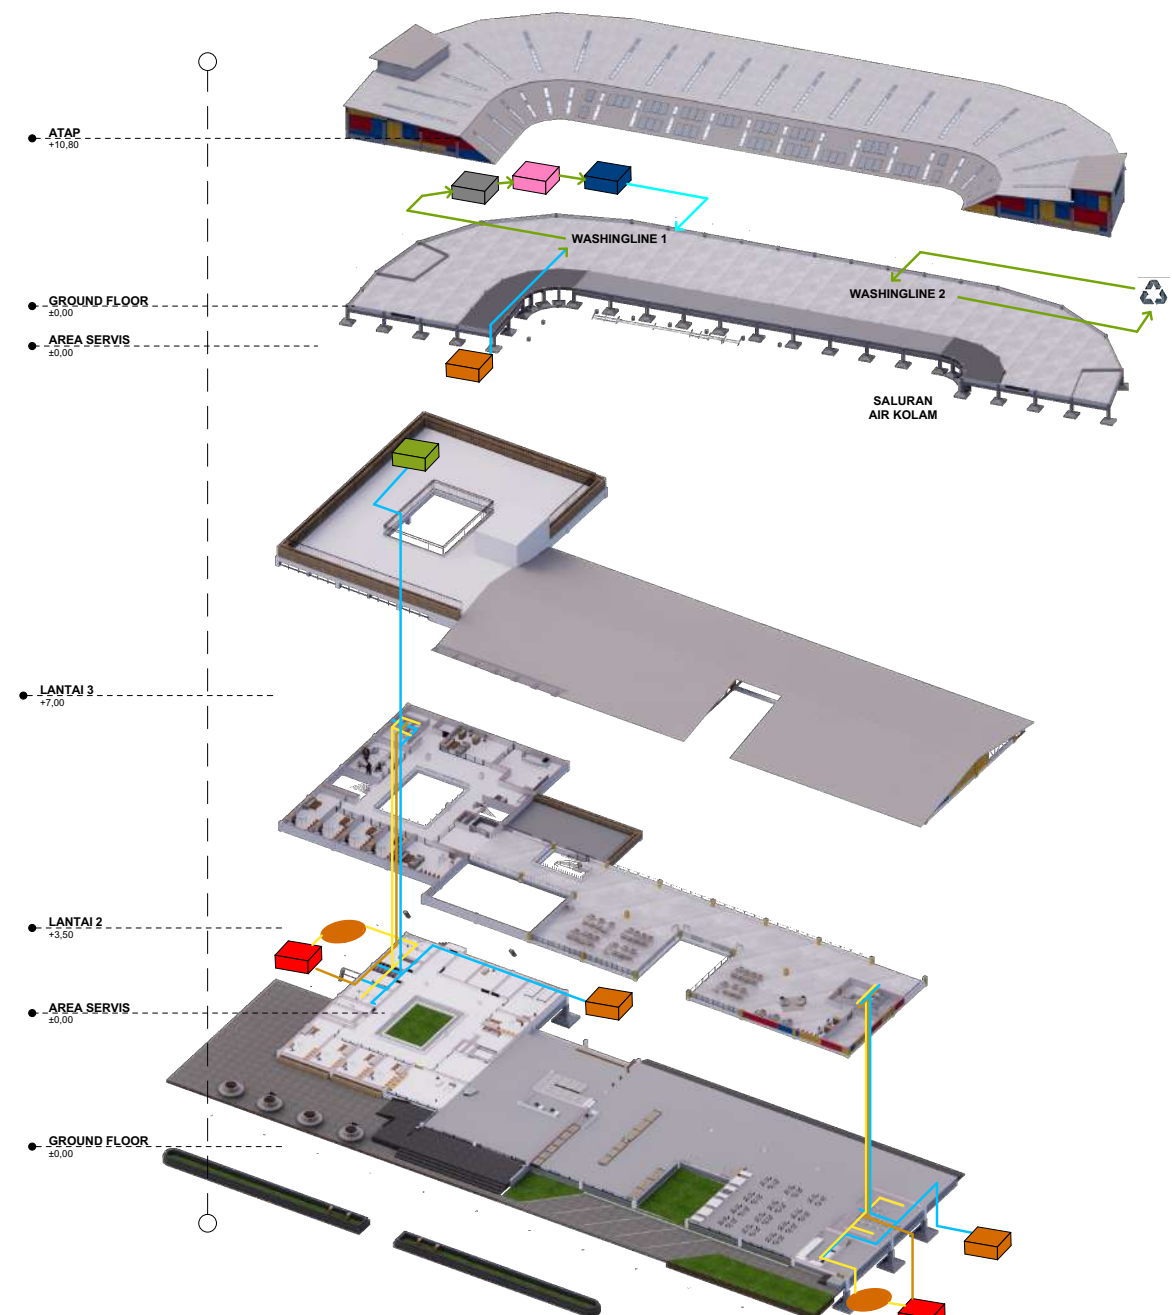 ATAP
+10,80
WASHINGLINE 1
WASHINGLINE 2
GROUND FLOOR
±0,00
AREA SERVIS
±0,00
SALURAN
AIR KOLAM
LANTAI 3
+7,00
LANTAI 2
+3,50
AREA SERVIS
±0,00
GROUND FLOOR
±0,00